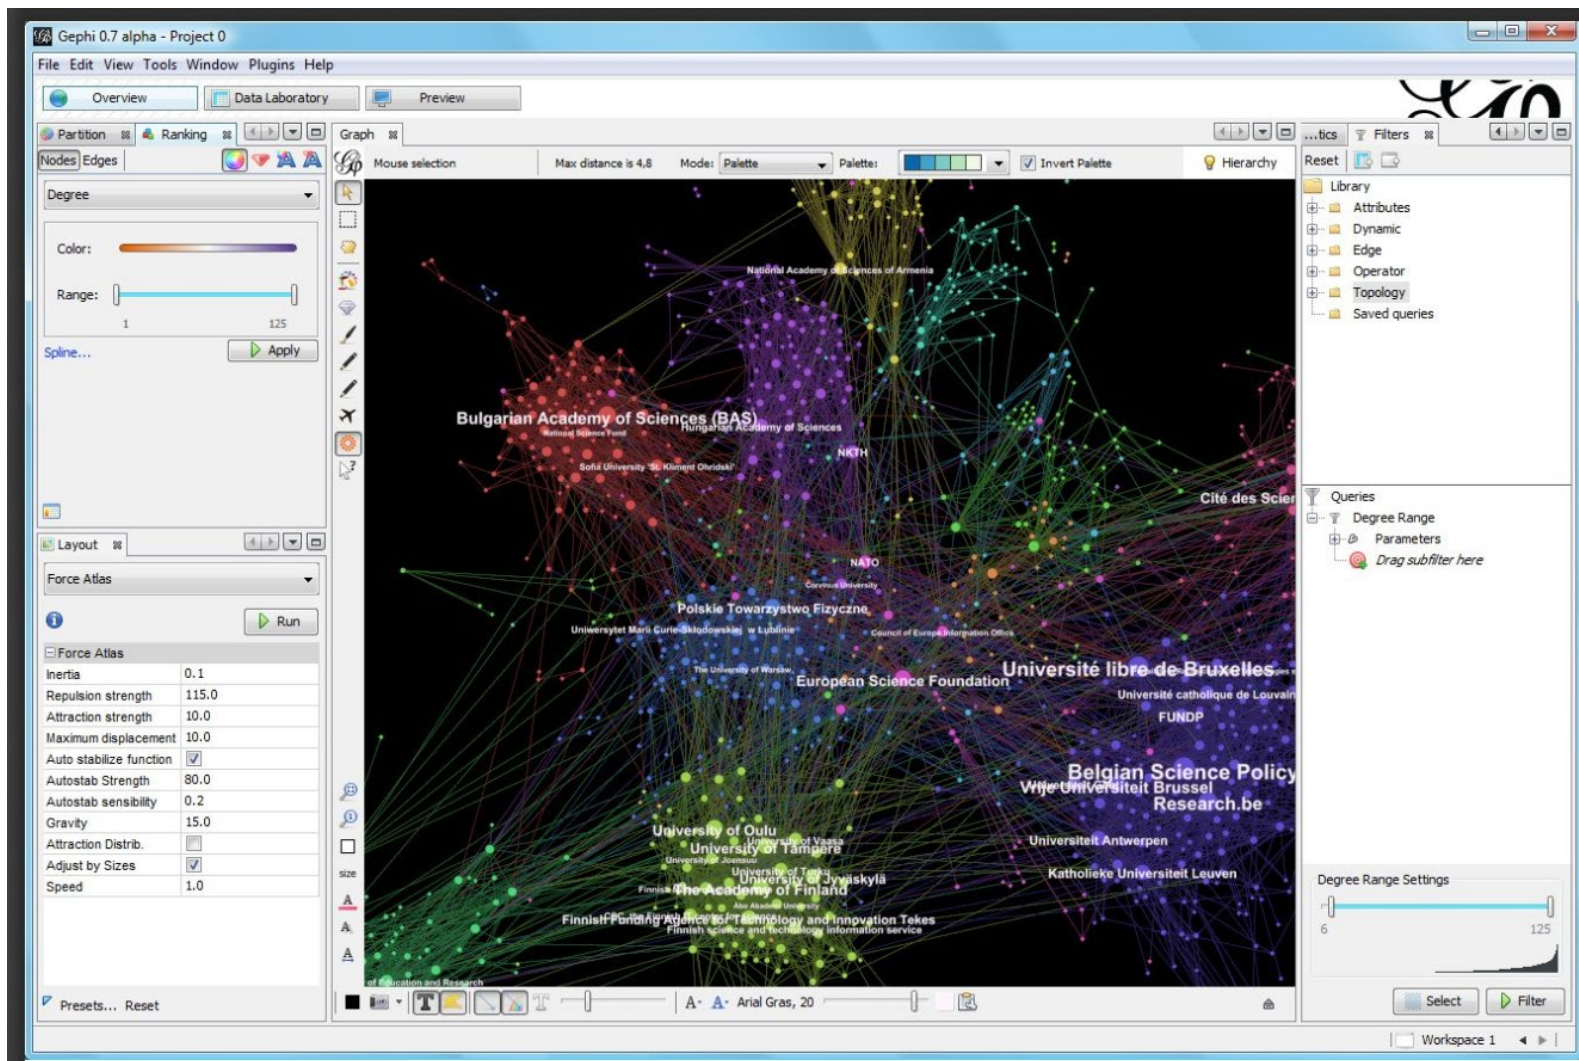 Gephi 0.7 alpha - Project 0
File Edit View Tools Window Plugins Help
Overview Data Laboratory Preview
Partition Ranking
Nodes Edges
Degree
Color:
Range:
1 125
Spline... Apply
Layout
Force Atlas
Run
Force Atlas
Inertia 0.1
Repulsion strength 115.0
Attraction strength 10.0
Maximum displacement 10.0
Auto stabilize function
Autostab Strength 80.0
Autostab sensibility 0.2
Gravity 15.0
Attraction Distrib.
Adjust by Sizes
Speed 1.0
Presets... Reset
Graph
Mouse selection Max distance is 4,8 Mode: Palette Palette: Invert Palette Hierarchy
size
National Academy of Sciences of Armenia
Bulgarian Academy of Sciences (BAS)
Hungarian Academy of Sciences
National Science Fund
NKTH
Sofia University 'St. Kliment Ohridski'
Cité des Scien
NATO
Corvinus University
Polskie Towarzystwo Fizyczne
Uniwersytet Marii Curie-Skłodowskiej w Lublinie
Council of Europe Information Office
The University of Warsaw
Université libre de Bruxelles
European Science Foundation
Université catholique de Louvain
FUNDP
Belgian Science Policy
Vrije Universiteit Brussel
Research.be
University of Oulu
University of Vaasa
University of Tampere
Universiteit Antwerpen
University of Joensuu
University of Turku
University of Jyväskylä
Katholieke Universiteit Leuven
The Academy of Finland
Abo Akademi University
Finnish Funding Agence for Technology and Innovation Tekes
Finnish science and technology information service
of Education and Research
T T A- A- Arial Gras, 20
...tics Filters
Reset
Library
Attributes
Dynamic
Edge
Operator
Topology
Saved queries
Queries
Degree Range
Parameters
Drag subfilter here
Degree Range Settings
6 125
Select Filter
Workspace 1